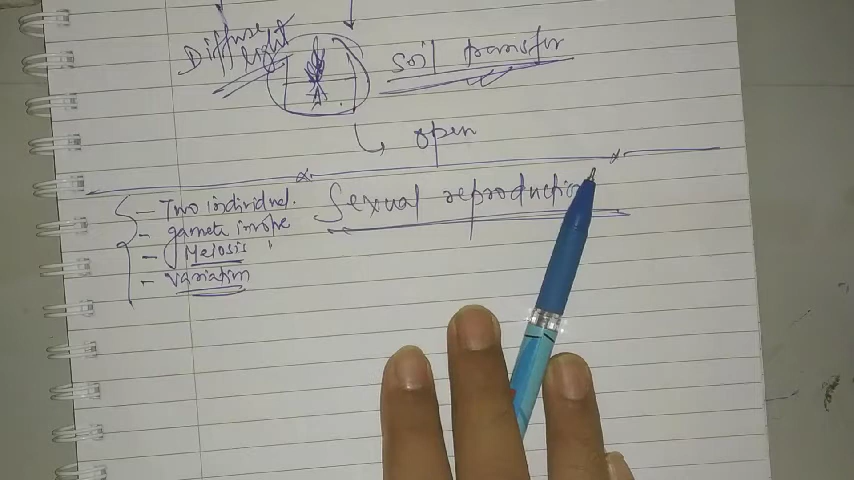 Diffuse
light
soil transfer
open
Sexual reproduction
- Two individual.
- gamete involve
- Meiosis
- variation